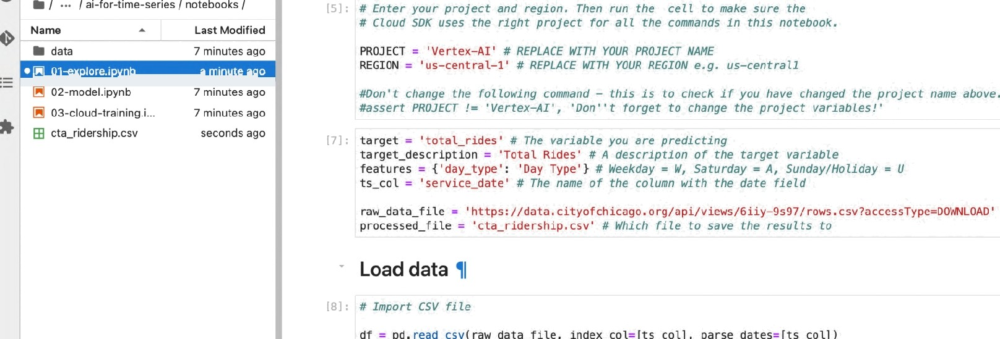 / ... / ai-for-time-series / notebooks /
Name Last Modified
data 7 minutes ago
01-explore.ipynb a minute ago
02-model.ipynb 7 minutes ago
03-cloud-training.i... 7 minutes ago
cta_ridership.csv seconds ago
[5]: # Enter your project and region. Then run the  cell to make sure the
# Cloud SDK uses the right project for all the commands in this notebook.
PROJECT = 'Vertex-AI' # REPLACE WITH YOUR PROJECT NAME
REGION = 'us-central-1' # REPLACE WITH YOUR REGION e.g. us-central1
#Don't change the following command - this is to check if you have changed the project name above.
#assert PROJECT != 'Vertex-AI', 'Don''t forget to change the project variables!'
[7]: target = 'total_rides' # The variable you are predicting
target_description = 'Total Rides' # A description of the target variable
features = {'day_type': 'Day Type'} # Weekday = W, Saturday = A, Sunday/Holiday = U
ts_col = 'service_date' # The name of the column with the date field
raw_data_file = 'https://data.cityofchicago.org/api/views/6iiy-9s97/rows.csv?accessType=DOWNLOAD'
processed_file = 'cta_ridership.csv' # Which file to save the results to
Load data ¶
[8]: # Import CSV file
df = pd.read_csv(raw_data_file, index_col=[ts_col], parse_dates=[ts_col])